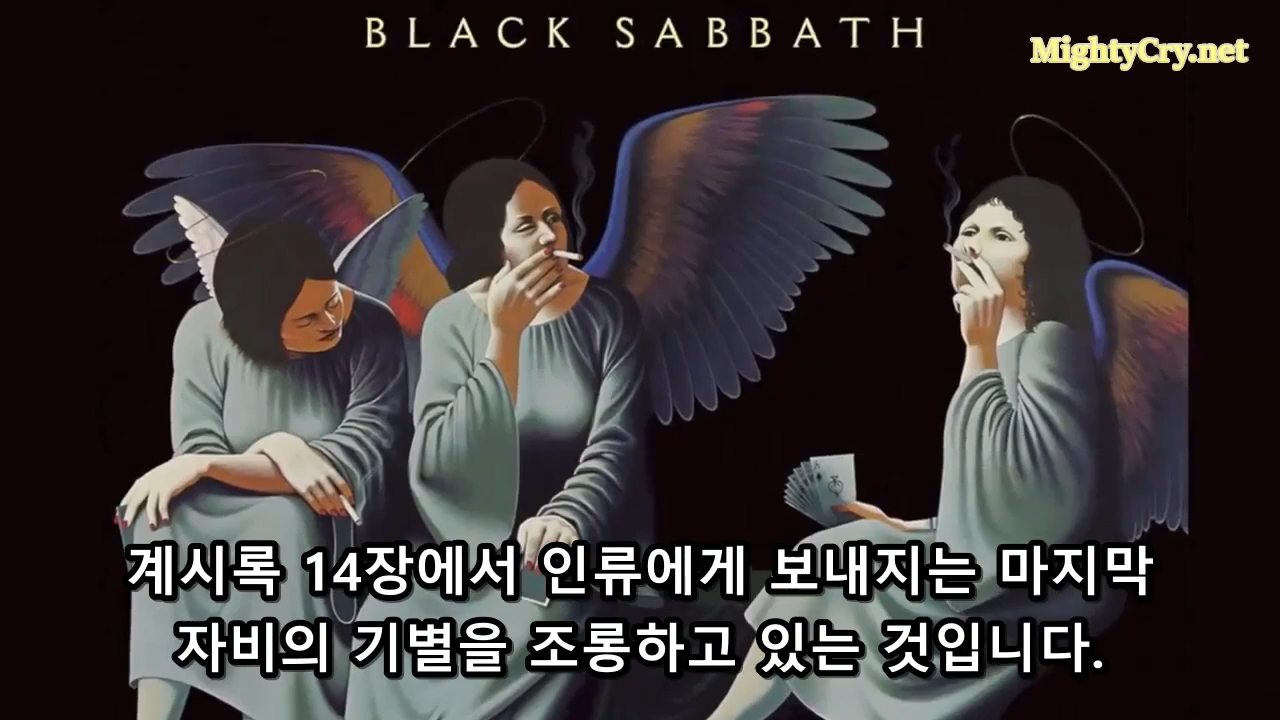 BLACK SABBATH
MightyCry.net
계시록 14장에서 인류에게 보내지는 마지막
자비의 기별을 조롱하고 있는 것입니다.